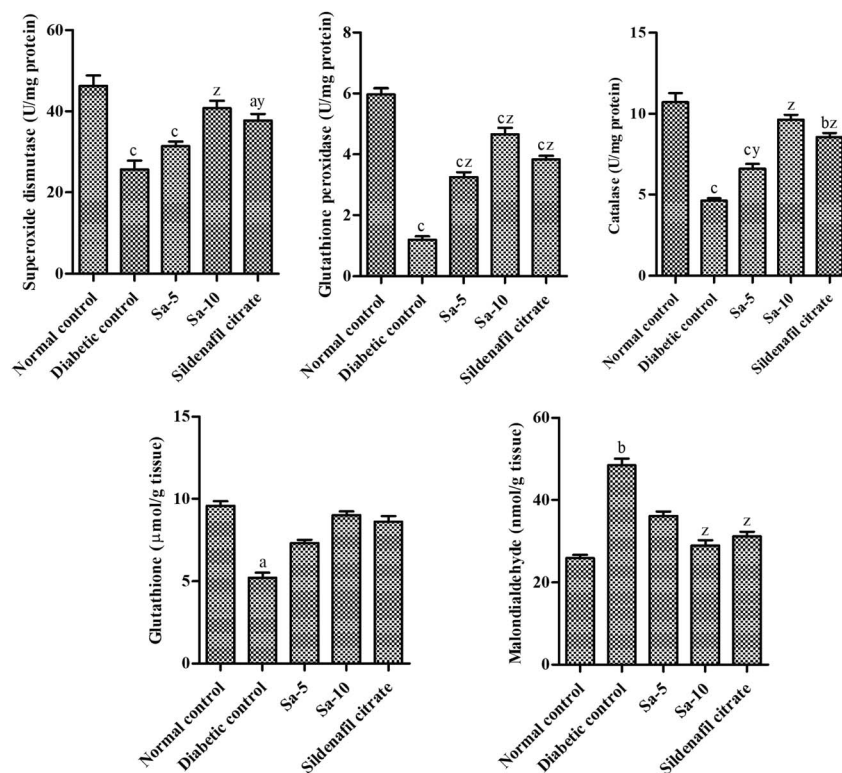 Superoxide dismutase (U/mg protein)
60
40
20
0
c
c
z
ay
Normal control
Diabetic control
Sa-5
Sa-10
Sildenafil citrate
Glutathione peroxidase (U/mg protein)
8
6
4
2
0
c
cz
cz
cz
Normal control
Diabetic control
Sa-5
Sa-10
Sildenafil citrate
Catalase (U/mg protein)
15
10
5
0
c
cy
z
bz
Normal control
Diabetic control
Sa-5
Sa-10
Sildenafil citrate
Glutathione (μmol/g tissue)
15
10
5
0
a
Normal control
Diabetic control
Sa-5
Sa-10
Sildenafil citrate
Malondialdehyde (nmol/g tissue)
60
40
20
0
b
z
z
Normal control
Diabetic control
Sa-5
Sa-10
Sildenafil citrate